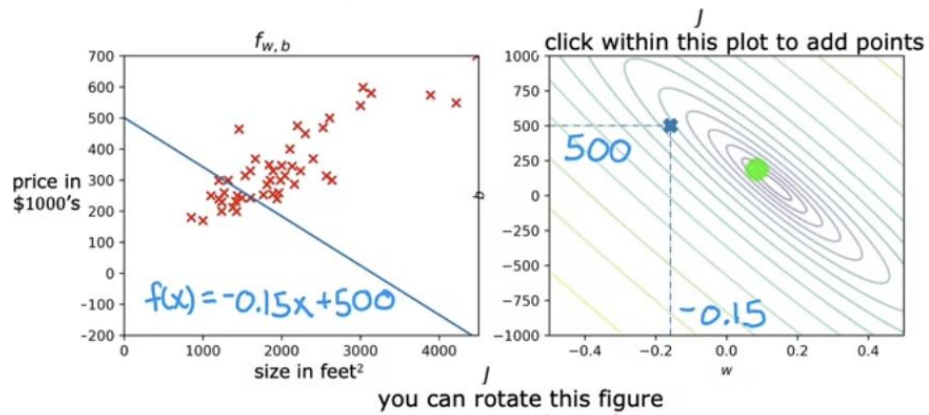 f_{w, b}
J
click within this plot to add points
700
600
500
400
300
200
100
0
-100
-200
price in
$1000's
0
1000
2000
3000
4000
size in feet²
f(x)=-0.15x+500
1000
750
500
250
0
−250
−500
−750
−1000
b
500
-0.15
−0.4
−0.2
0.0
0.2
0.4
w
J
you can rotate this figure